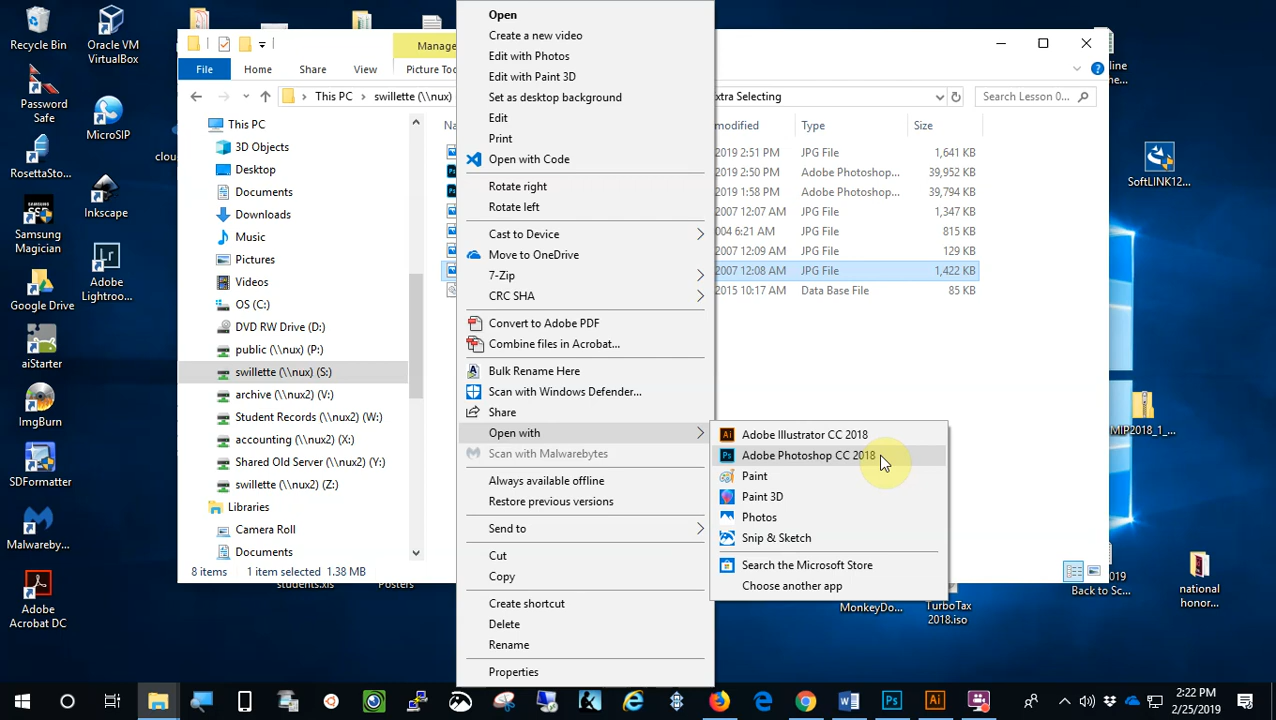 Recycle Bin
Oracle VM
VirtualBox
Password
Safe
MicroSIP
RosettaSto...
Inkscape
Samsung
Magician
Google Drive
Adobe
Lightroo...
aiStarter
ImgBurn
SDFormatter
Malwareby...
Adobe
Acrobat DC
Manage
File
Home
Share
View
Picture Too
This PC
swillette (\\nux)
xtra Selecting
Search Lesson 0...
This PC
3D Objects
Desktop
Documents
Downloads
Music
Pictures
Videos
OS (C:)
DVD RW Drive (D:)
public (\\nux) (P:)
swillette (\\nux) (S:)
archive (\\nux2) (V:)
Student Records (\\nux2) (W:)
accounting (\\nux2) (X:)
Shared Old Server (\\nux2) (Y:)
swillette (\\nux2) (Z:)
Libraries
Camera Roll
Documents
8 items
1 item selected
1.38 MB
Na
modified
Type
Size
2019 2:51 PM
JPG File
1,641 KB
2019 2:50 PM
Adobe Photoshop...
39,952 KB
2019 1:58 PM
Adobe Photoshop...
39,794 KB
2007 12:07 AM
JPG File
1,347 KB
004 6:21 AM
JPG File
815 KB
2007 12:09 AM
JPG File
129 KB
2007 12:08 AM
JPG File
1,422 KB
2015 10:17 AM
Data Base File
85 KB
Open
Create a new video
Edit with Photos
Edit with Paint 3D
Set as desktop background
Edit
Print
Open with Code
Rotate right
Rotate left
Cast to Device
Move to OneDrive
7-Zip
CRC SHA
Convert to Adobe PDF
Combine files in Acrobat...
Bulk Rename Here
Scan with Windows Defender...
Share
Open with
Scan with Malwarebytes
Always available offline
Restore previous versions
Send to
Cut
Copy
Create shortcut
Delete
Rename
Properties
Adobe Illustrator CC 2018
Adobe Photoshop CC 2018
Paint
Paint 3D
Photos
Snip & Sketch
Search the Microsoft Store
Choose another app
SoftLINK12...
MIP2018_1_...
2019
Back to Sc...
national
honor...
students.xls
Posters
MonkeyDo...
TurboTax
2018.iso
2:22 PM
2/25/2019